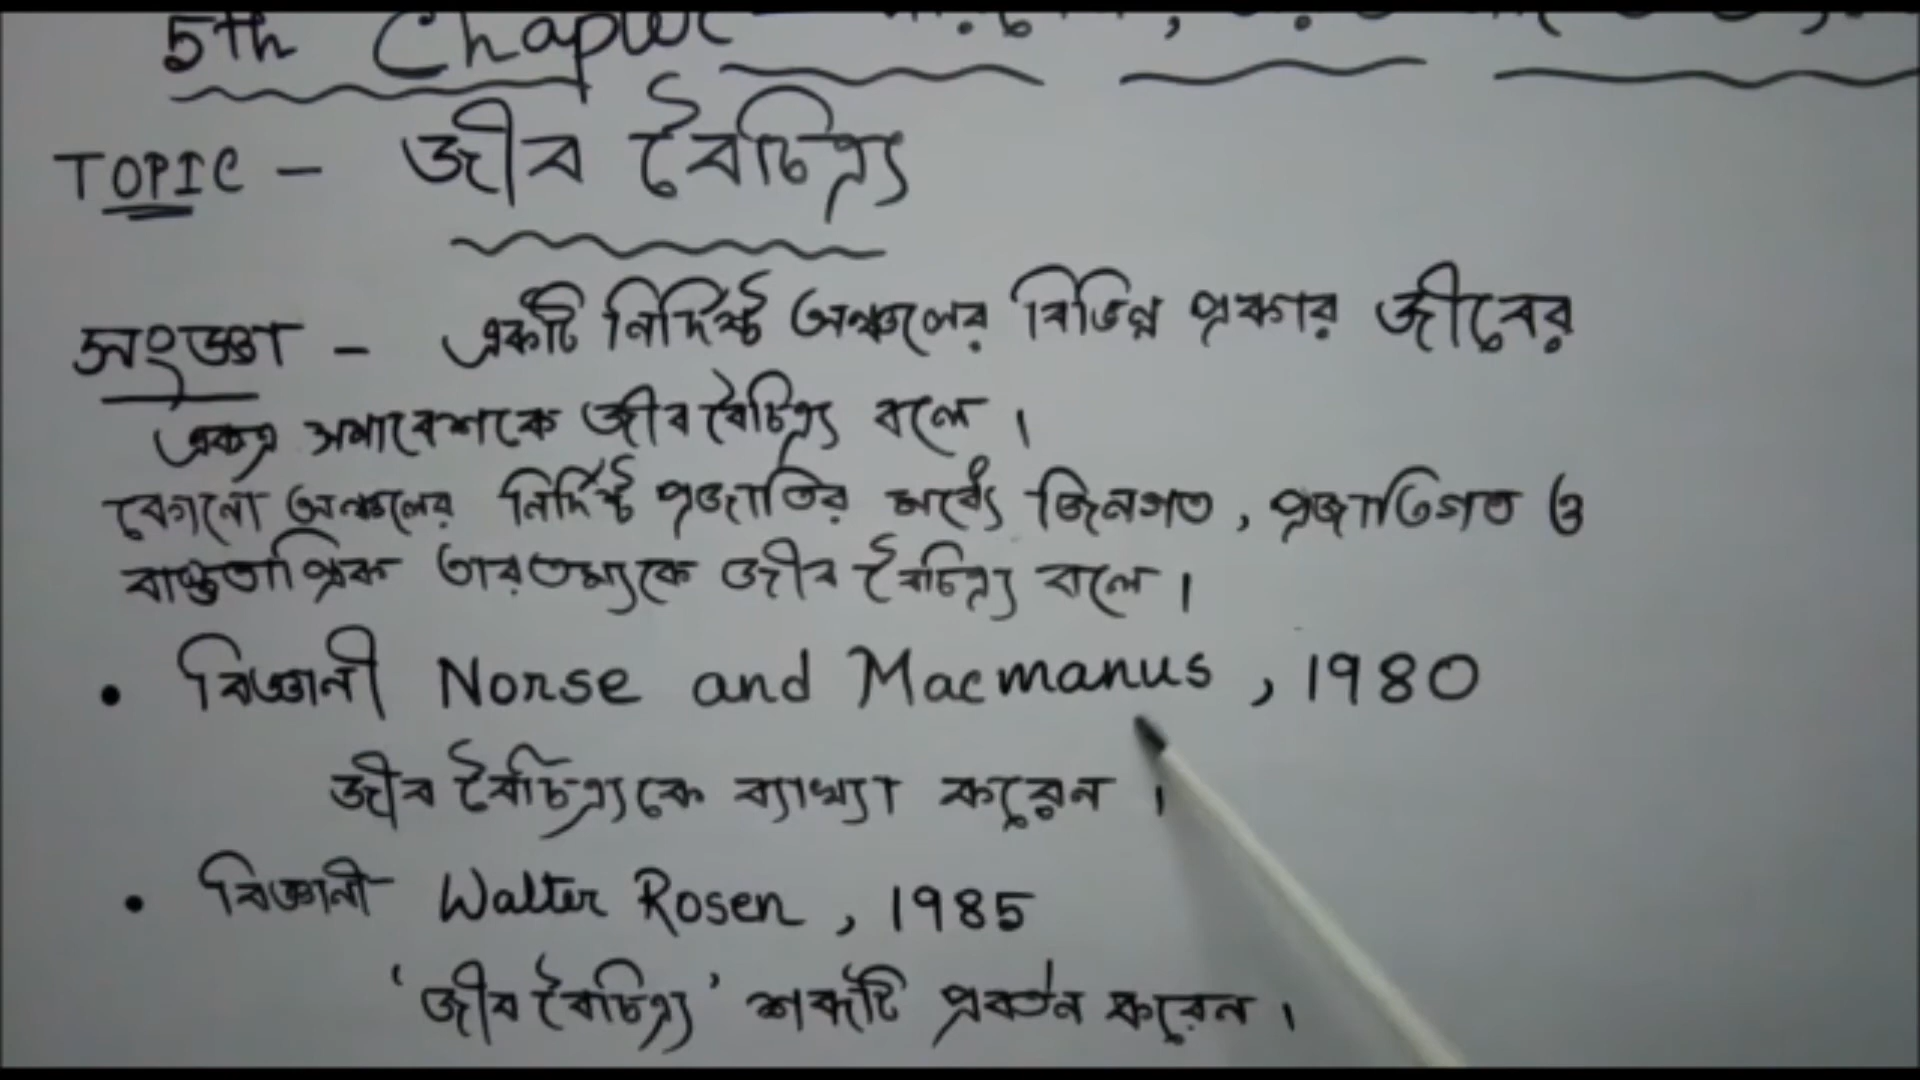 5th Chapter
TOPIC - জীব বৈচিত্র্য
সংজ্ঞা - একটি নির্দিষ্ট অঞ্চলের বিভিন্ন প্রকার জীবের
একত্র সমাবেশকে জীব বৈচিত্র্য বলে।
কোনো অঞ্চলের নির্দিষ্ট প্রজাতির মধ্যে জিনগত, প্রজাতিগত ও
বাস্তুতান্ত্রিক তারতম্যকে জীব বৈচিত্র্য বলে।
• বিজ্ঞানী Norse and Macmanus, 1980
জীব বৈচিত্র্যকে ব্যাখ্যা করেন।
• বিজ্ঞানী Walter Rosen, 1985
'জীব বৈচিত্র্য' শব্দটি প্রবর্তন করেন।